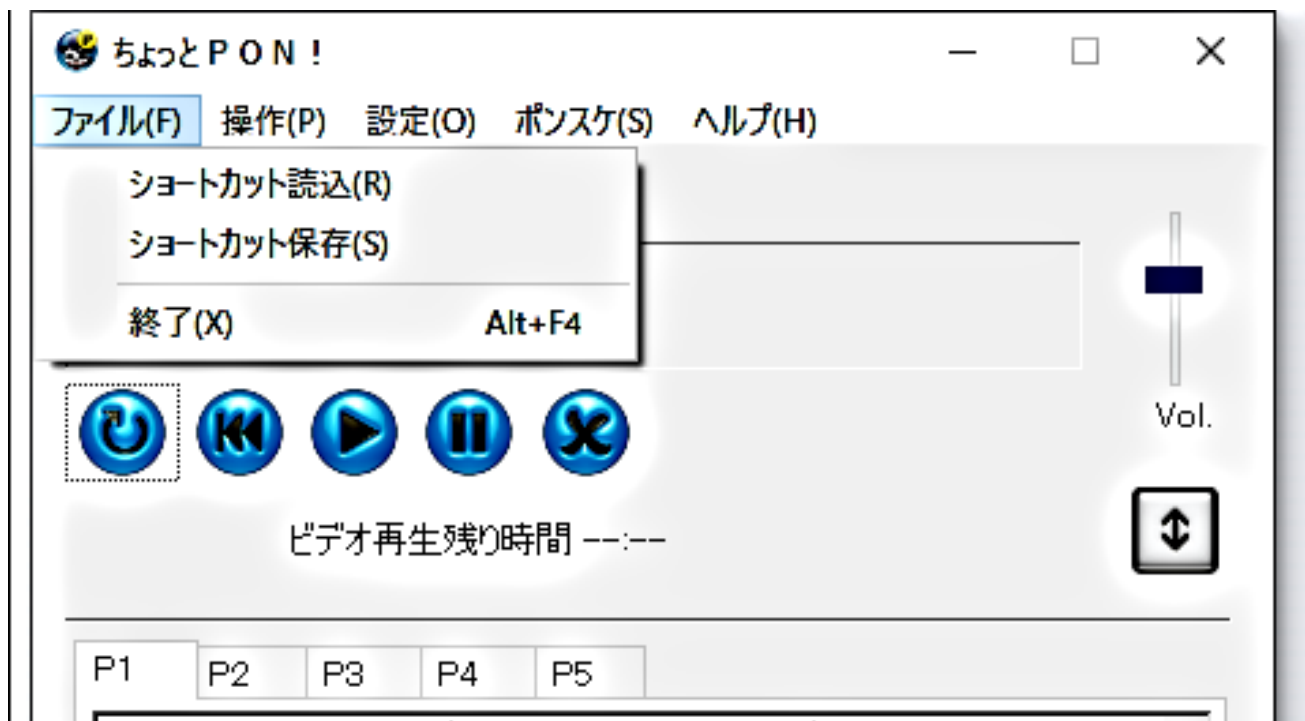 ちょっとＰＯＮ！
ファイル(F) 操作(P) 設定(O) ポンスケ(S) ヘルプ(H)
ショートカット読込(R)
ショートカット保存(S)
終了(X) Alt+F4
Vol.
ビデオ再生残り時間 --:--
P1 P2 P3 P4 P5